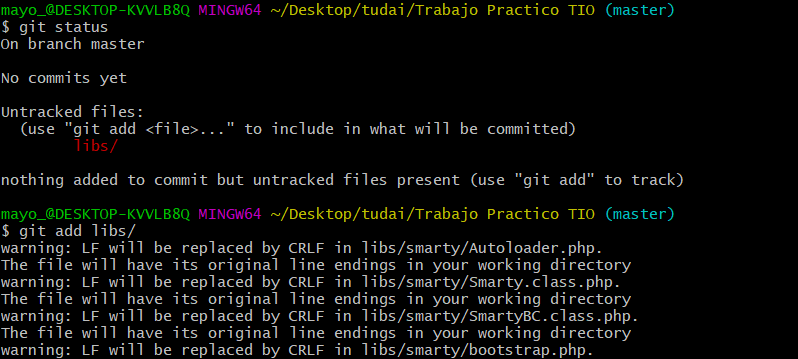 mayo_@DESKTOP-KVVLB8Q MINGW64 ~/Desktop/tudai/Trabajo Practico TIO (master)
$ git status
On branch master
No commits yet
Untracked files:
  (use "git add <file>..." to include in what will be committed)
        libs/
nothing added to commit but untracked files present (use "git add" to track)
mayo_@DESKTOP-KVVLB8Q MINGW64 ~/Desktop/tudai/Trabajo Practico TIO (master)
$ git add libs/
warning: LF will be replaced by CRLF in libs/smarty/Autoloader.php.
The file will have its original line endings in your working directory
warning: LF will be replaced by CRLF in libs/smarty/Smarty.class.php.
The file will have its original line endings in your working directory
warning: LF will be replaced by CRLF in libs/smarty/SmartyBC.class.php.
The file will have its original line endings in your working directory
warning: LF will be replaced by CRLF in libs/smarty/bootstrap.php.